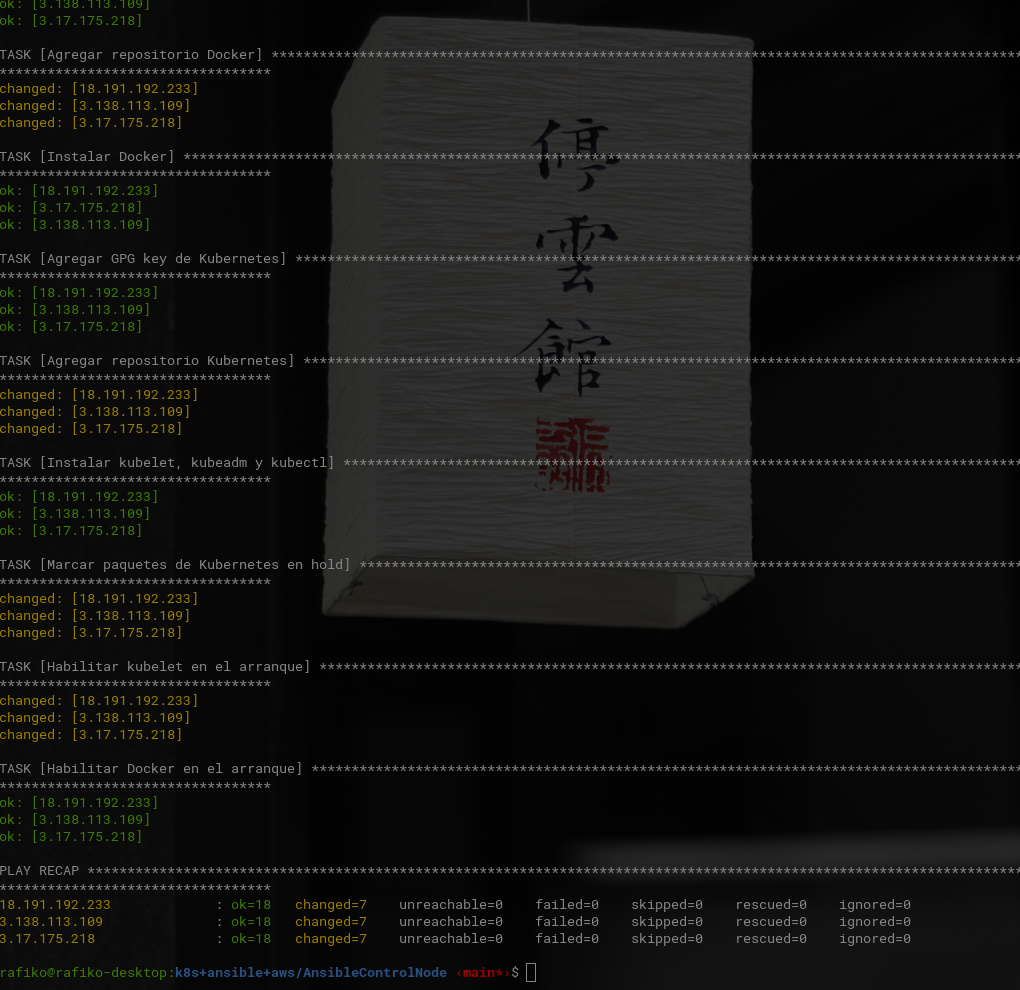 ok: [3.138.113.109]
ok: [3.17.175.218]
TASK [Agregar repositorio Docker] **********************************************************************************************
**********************************
changed: [18.191.192.233]
changed: [3.138.113.109]
changed: [3.17.175.218]
TASK [Instalar Docker] *********************************************************************************************************
**********************************
ok: [18.191.192.233]
ok: [3.17.175.218]
ok: [3.138.113.109]
TASK [Agregar GPG key de Kubernetes] *******************************************************************************************
**********************************
ok: [18.191.192.233]
ok: [3.138.113.109]
ok: [3.17.175.218]
TASK [Agregar repositorio Kubernetes] ******************************************************************************************
**********************************
changed: [18.191.192.233]
changed: [3.138.113.109]
changed: [3.17.175.218]
TASK [Instalar kubelet, kubeadm y kubectl] *************************************************************************************
**********************************
ok: [18.191.192.233]
ok: [3.138.113.109]
ok: [3.17.175.218]
TASK [Marcar paquetes de Kubernetes en hold] ***********************************************************************************
**********************************
changed: [18.191.192.233]
changed: [3.138.113.109]
changed: [3.17.175.218]
TASK [Habilitar kubelet en el arranque] ****************************************************************************************
**********************************
changed: [18.191.192.233]
changed: [3.138.113.109]
changed: [3.17.175.218]
TASK [Habilitar Docker en el arranque] *****************************************************************************************
**********************************
ok: [18.191.192.233]
ok: [3.138.113.109]
ok: [3.17.175.218]
PLAY RECAP *********************************************************************************************************************
**********************************
18.191.192.233 : ok=18 changed=7 unreachable=0 failed=0 skipped=0 rescued=0 ignored=0
3.138.113.109 : ok=18 changed=7 unreachable=0 failed=0 skipped=0 rescued=0 ignored=0
3.17.175.218 : ok=18 changed=7 unreachable=0 failed=0 skipped=0 rescued=0 ignored=0
rafiko@rafiko-desktop:k8s+ansible+aws/AnsibleControlNode ‹main*›$
停雲館